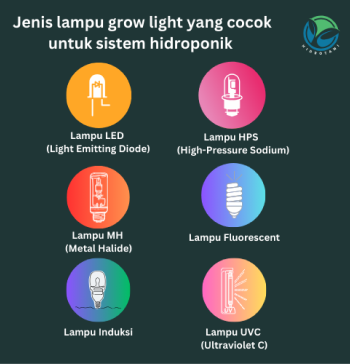 Jenis lampu grow light yang cocok
untuk sistem hidroponik
HIDROTANI
Lampu LED
(Light Emitting Diode)
Lampu HPS
(High-Pressure Sodium)
Lampu MH
(Metal Halide)
Lampu Fluorescent
Lampu Induksi
Lampu UVC
(Ultraviolet C)